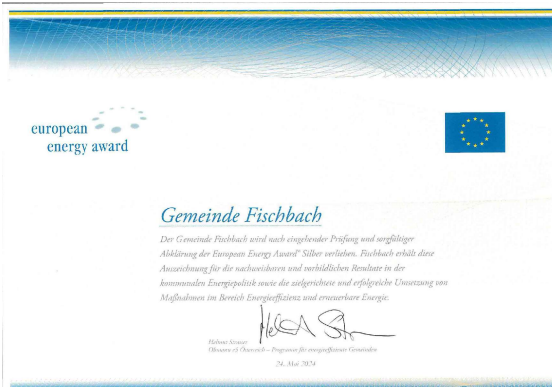 european
energy award
Gemeinde Fischbach
Der Gemeinde Fischbach wird nach eingehender Prüfung und sorgfältiger
Abklärung der European Energy Award® Silber verliehen. Fischbach erhält diese
Auszeichnung für die nachweisbaren und vorbildlichen Resultate in der
kommunalen Energiepolitik sowie die zielgerichtete und erfolgreiche Umsetzung von
Maßnahmen im Bereich Energieeffizienz und erneuerbare Energie.
Helmut Strasser
Obmann e5 Österreich – Programm für energieeffiziente Gemeinden
24. Mai 2024